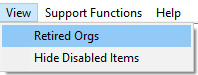 View Support Functions Help
Retired Orgs
Hide Disabled Items